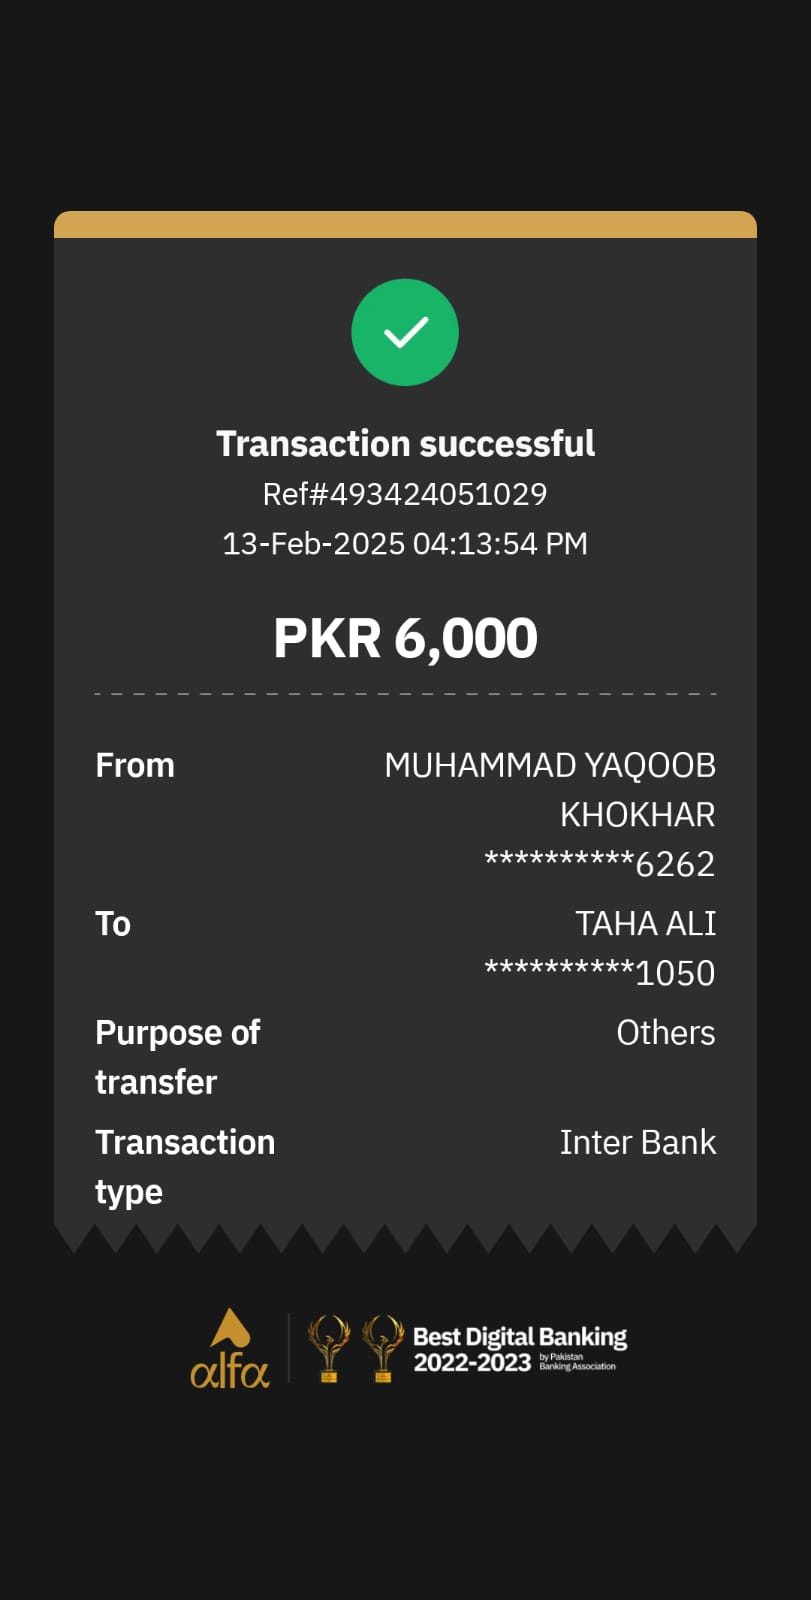 Transaction successful
Ref#493424051029
13-Feb-2025 04:13:54 PM
PKR 6,000
From MUHAMMAD YAQOOB
KHOKHAR
**********6262
To TAHA ALI
**********1050
Purpose of Others
transfer
Transaction Inter Bank
type
alfa
Best Digital Banking
2022-2023 by Pakistan
Banking Association